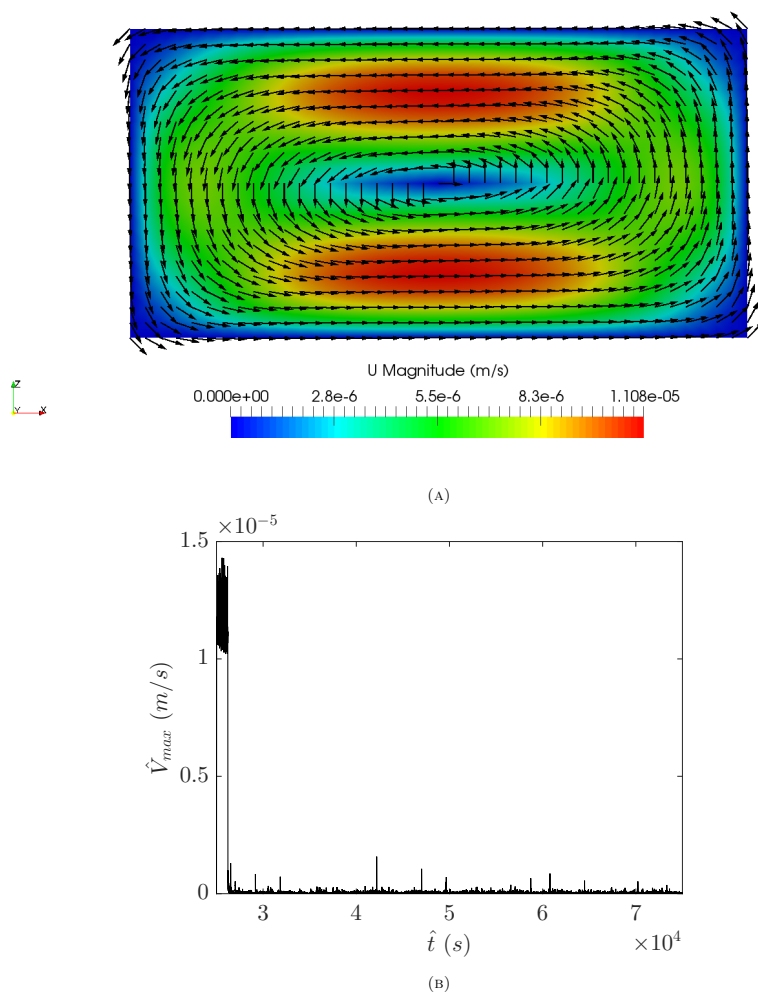 U Magnitude (m/s)
0.000e+00 2.8e-6 5.5e-6 8.3e-6 1.108e-05
Z
Y X
(A)
×10⁻⁵
1.5
1
0.5
0
V̂max (m/s)
3 4 5 6 7
t̂ (s) ×10⁴
(B)